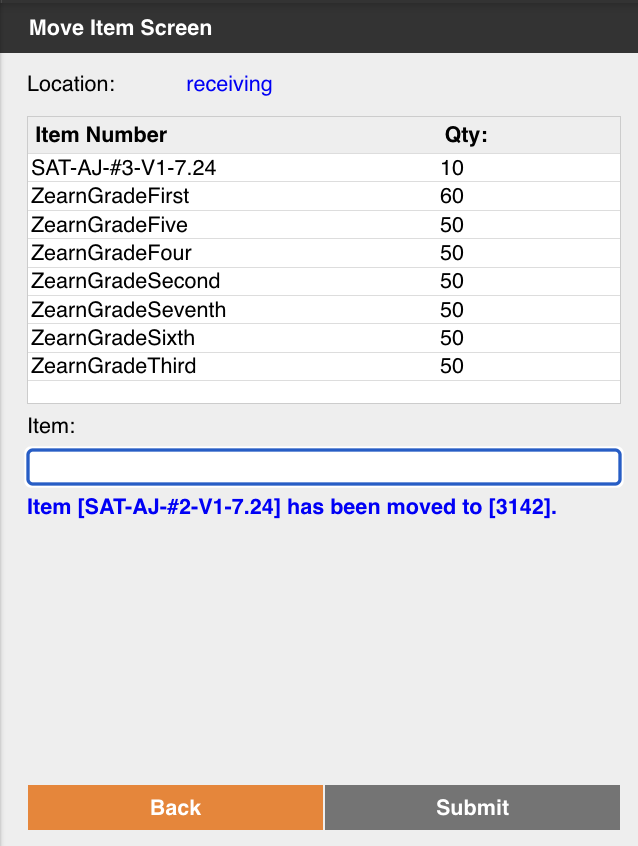 Move Item Screen
Location: receiving
Item Number Qty:
SAT-AJ-#3-V1-7.24 10
ZearnGradeFirst 60
ZearnGradeFive 50
ZearnGradeFour 50
ZearnGradeSecond 50
ZearnGradeSeventh 50
ZearnGradeSixth 50
ZearnGradeThird 50
Item:
Item [SAT-AJ-#2-V1-7.24] has been moved to [3142].
Back Submit